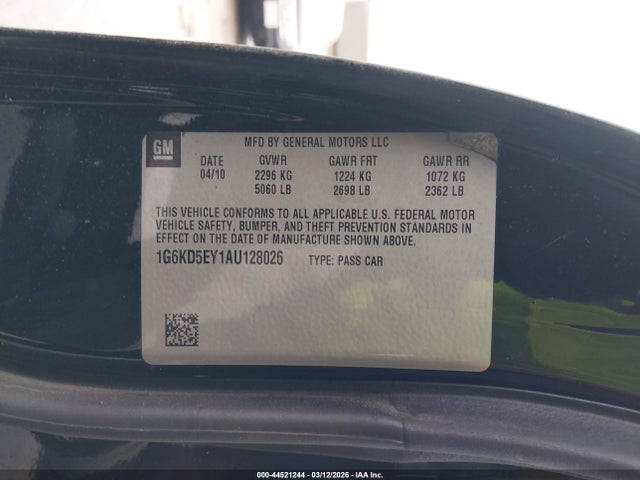 GM
MFD BY GENERAL MOTORS LLC
DATE GVWR GAWR FRT GAWR RR
04/10 2296 KG 1224 KG 1072 KG
5060 LB 2698 LB 2362 LB
THIS VEHICLE CONFORMS TO ALL APPLICABLE U.S. FEDERAL MOTOR
VEHICLE SAFETY, BUMPER, AND THEFT PREVENTION STANDARDS IN
EFFECT ON THE DATE OF MANUFACTURE SHOWN ABOVE.
1G6KD5EY1AU128026 TYPE: PASS CAR
000-44521244 - 03/12/2026 - IAA Inc.